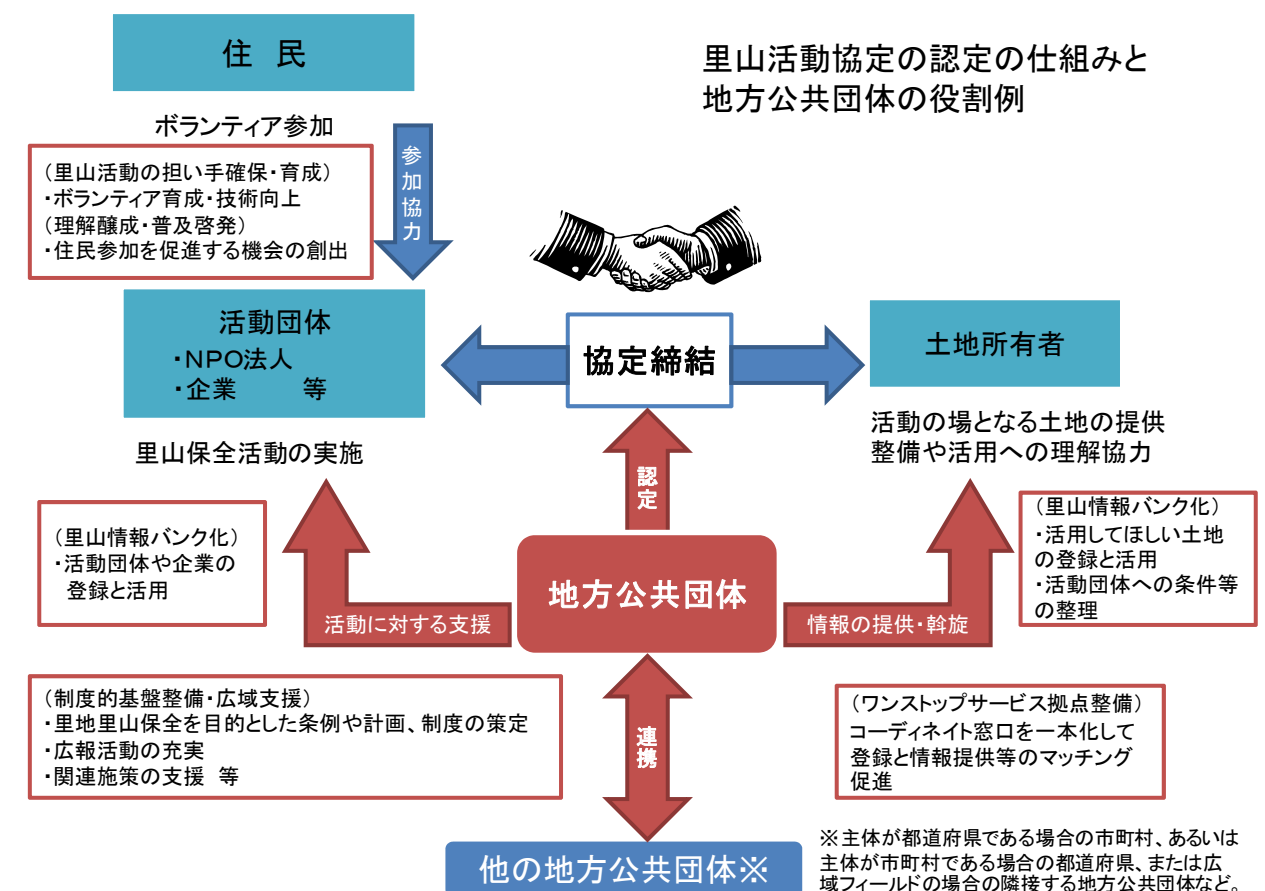 里山活動協定の認定の仕組みと
地方公共団体の役割例
住 民
ボランティア参加
参加協力
（里山活動の担い手確保・育成）
・ボランティア育成・技術向上
（理解醸成・普及啓発）
・住民参加を促進する機会の創出
活動団体
・ＮＰＯ法人
・企業 等
里山保全活動の実施
協定締結
土地所有者
活動の場となる土地の提供
整備や活用への理解協力
認定
（里山情報バンク化）
・活動団体や企業の
登録と活用
活動に対する支援
地方公共団体
情報の提供・斡旋
（里山情報バンク化）
・活用してほしい土地
の登録と活用
・活動団体への条件等
の整理
（制度的基盤整備・広域支援）
・里地里山保全を目的とした条例や計画、制度の策定
・広報活動の充実
・関連施策の支援 等
連携
（ワンストップサービス拠点整備）
コーディネイト窓口を一本化して
登録と情報提供等のマッチング
促進
他の地方公共団体※
※主体が都道府県である場合の市町村、あるいは
主体が市町村である場合の都道府県、または広
域フィールドの場合の隣接する地方公共団体など。